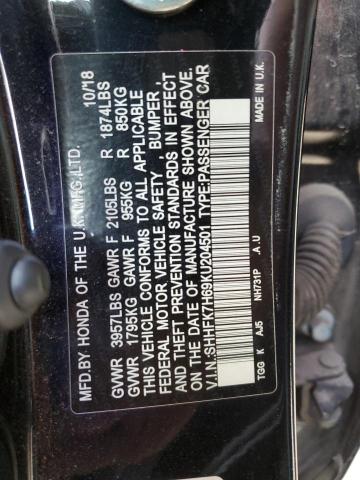 MFD.BY HONDA OF THE U.K.MFG.,LTD. 10/18
GVWR 3957LBS GAWR F 2105LBS R 1874LBS
GVWR 1795KG GAWR F 955KG R 850KG
THIS VEHICLE CONFORMS TO ALL APPLICABLE
FEDERAL MOTOR VEHICLE SAFETY , BUMPER,
AND THEFT PREVENTION STANDARDS IN EFFECT
ON THE DATE OF MANUFACTURE SHOWN ABOVE.
V.I.N:SHHFK7H69KU204501 TYPE:PASSENGER CAR
TGG K AJ5 NH731P .A .U MADE IN U.K.